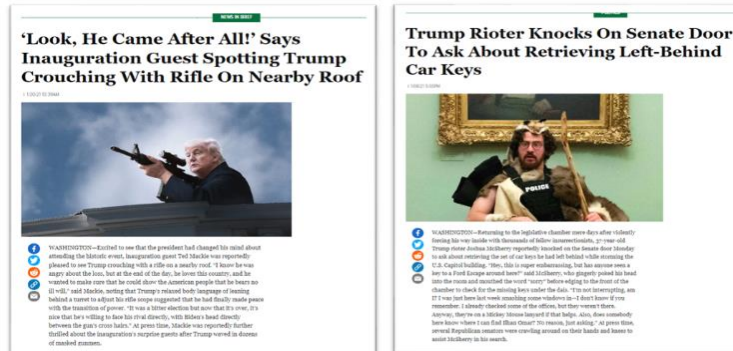 NEWS IN BRIEF
‘Look, He Came After All!’ Says
Inauguration Guest Spotting Trump
Crouching With Rifle On Nearby Roof
WASHINGTON—Excited to see that the president had changed his mind about
attending the historic event, inauguration guest Ted Mackie was reportedly
pleased to see Trump crouching with a rifle on a nearby roof. “I know he was
angry about the loss, but at the end of the day, he loves this country, and he
wanted to make sure that he could show the American people that he bears no
ill will,” said Mackie, noting that Trump’s relaxed body language of leaning
behind a turret to adjust his rifle scope suggested that he had finally made peace
with the transition of power. “It was a bitter election but now that it’s over, it’s
nice that he’s willing to face his rival directly, with Biden’s head directly
between the gun’s cross hairs.” At press time, Mackie was reportedly further
thrilled about the inauguration’s surprise guests after Trump waved in dozens
of masked gunmen.
Trump Rioter Knocks On Senate Door
To Ask About Retrieving Left-Behind
Car Keys
POLICE
WASHINGTON—Returning to the legislative chamber mere days after violently
forcing his way inside with thousands of fellow insurrectionists, 37-year-old
Trump rioter Joshua McIlheny reportedly knocked on the Senate door Monday
to ask about retrieving the set of car keys he had left behind while storming the
U.S. Capitol building. “Hey, this is super embarrassing, but has anyone seen a
key to a Ford Escape around here?” said McIlheny, who gingerly poked his head
into the room and mouthed the word “sorry” before edging to the front of the
chamber to check for the missing keys under the dais. “I’m not interrupting, am
I? I was just here last week smashing some windows in—I don’t know if you
remember. I already checked some of the offices, but they weren’t there.
Anyway, they’re on a Mickey Mouse lanyard if that helps. Also, does somebody
here know where I can find Ilhan Omar? No reason, just asking.” At press time,
several Republican senators were crawling around on their hands and knees to
assist McIlheny in his search.